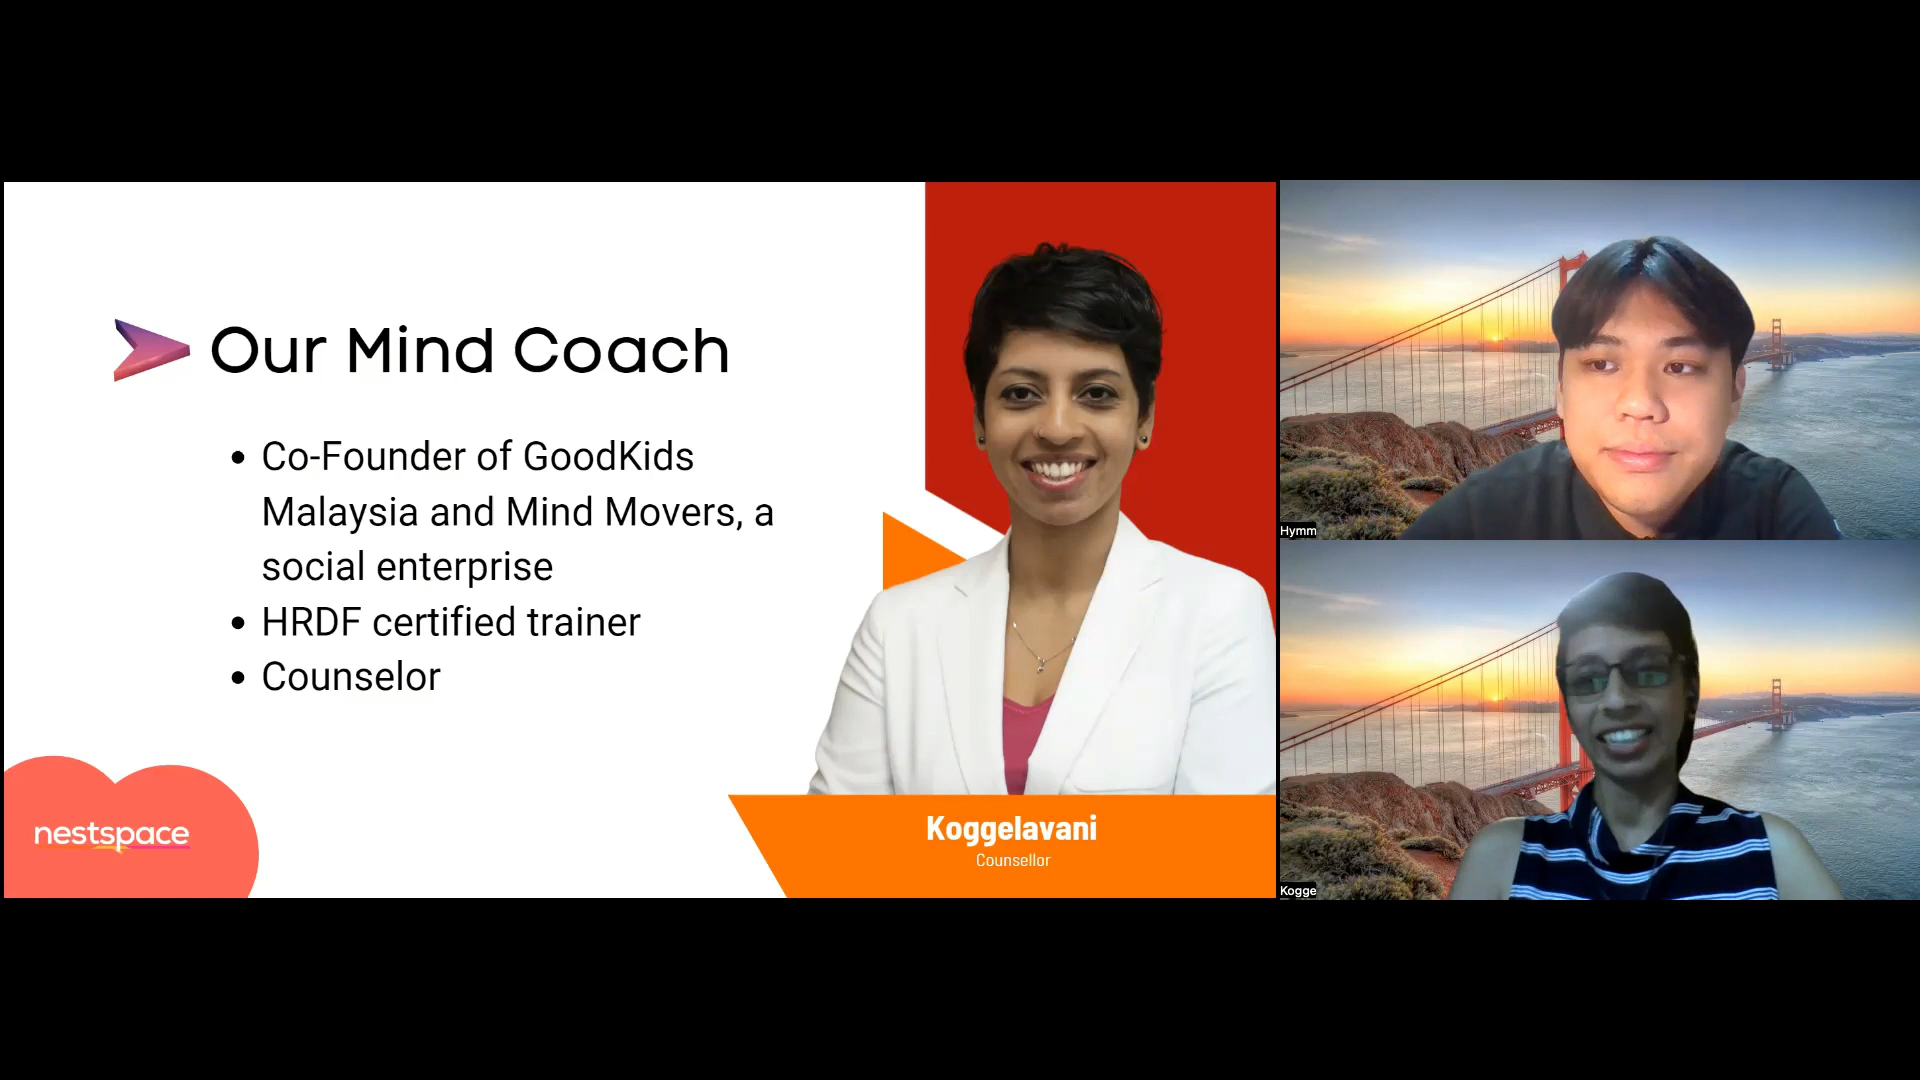 Our Mind Coach
• Co-Founder of GoodKids
Malaysia and Mind Movers, a
social enterprise
• HRDF certified trainer
• Counselor
nestspace
Koggelavani
Counsellor
Hymm
Kogge